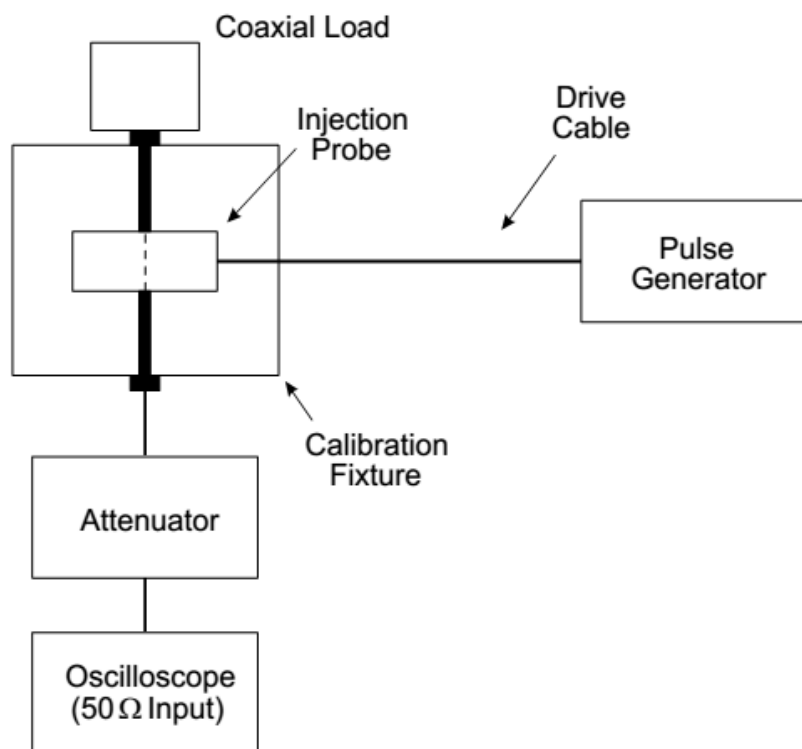 Coaxial Load
Injection
Probe
Drive
Cable
Pulse
Generator
Calibration
Fixture
Attenuator
Oscilloscope
(50 Ω Input)